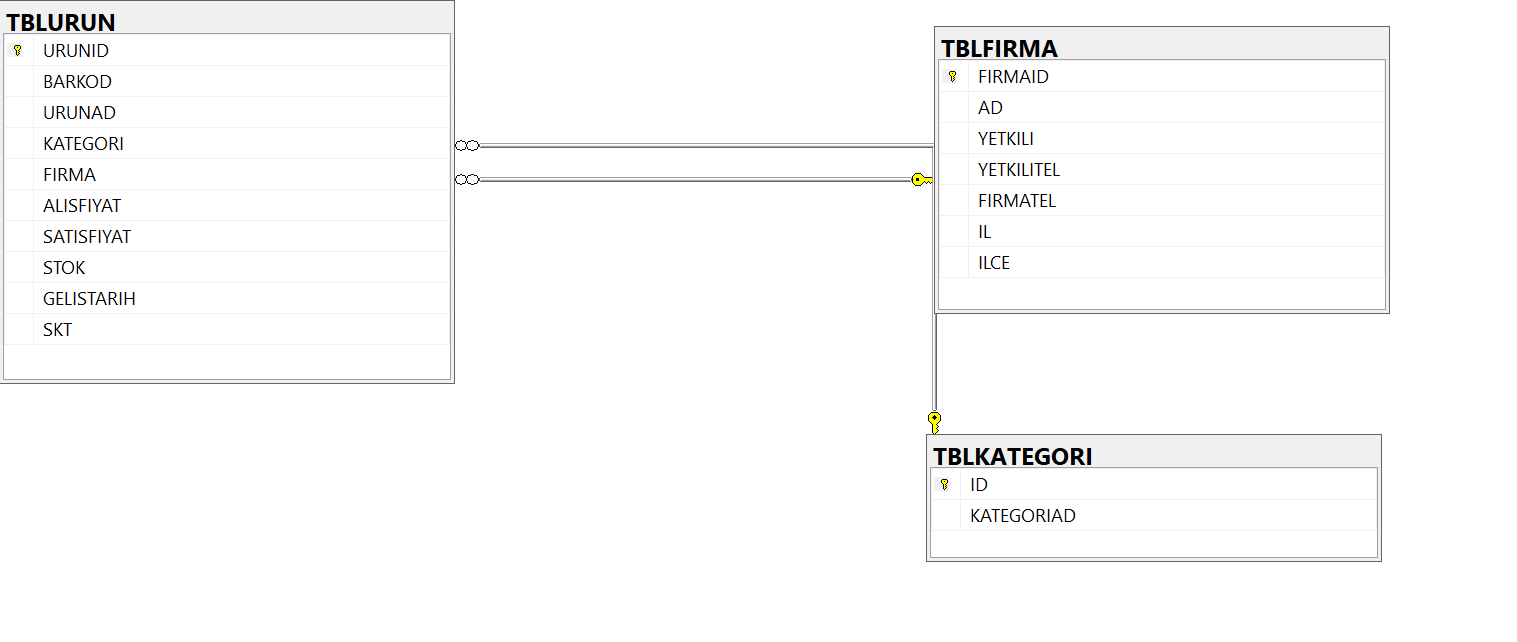 TBLURUN
URUNID
BARKOD
URUNAD
KATEGORI
FIRMA
ALISFIYAT
SATISFIYAT
STOK
GELISTARIH
SKT
TBLFIRMA
FIRMAID
AD
YETKILI
YETKILITEL
FIRMATEL
IL
ILCE
TBLKATEGORI
ID
KATEGORIAD